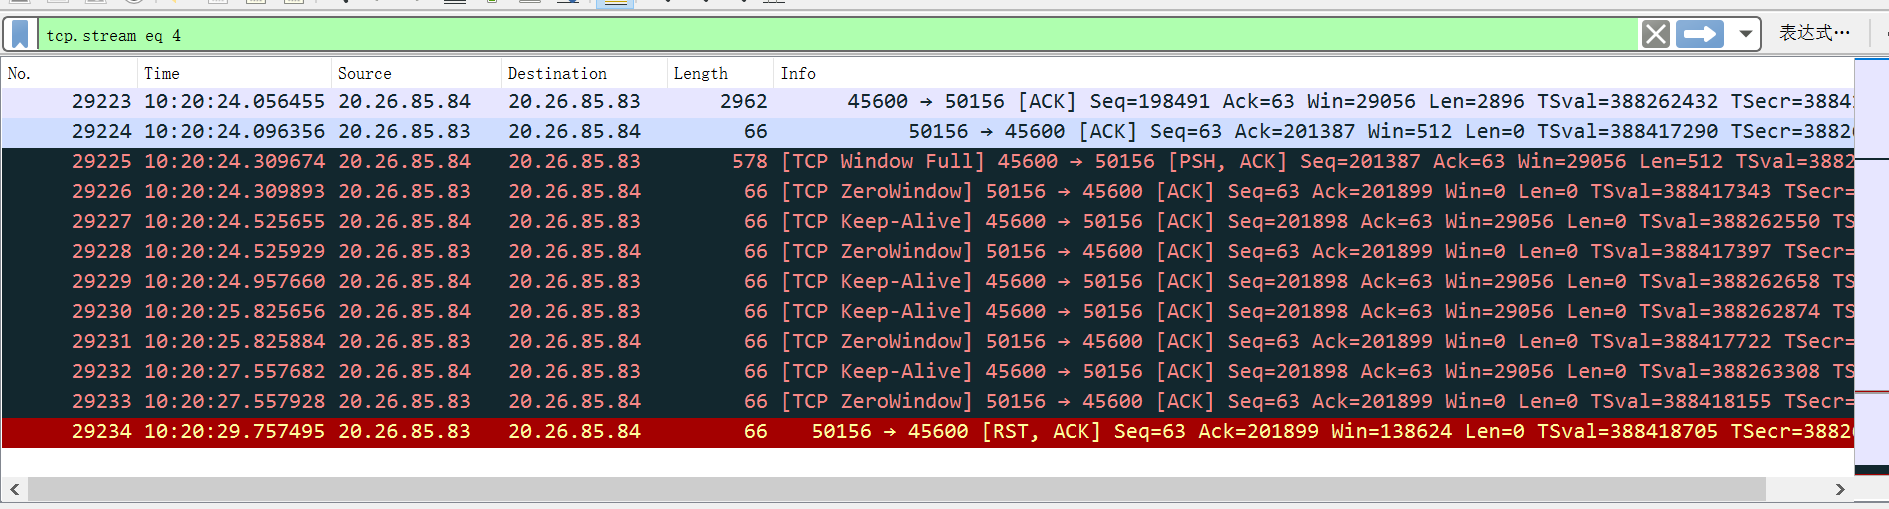 tcp.stream eq 4 表达式…
No. Time Source Destination Length Info
29223 10:20:24.056455 20.26.85.84 20.26.85.83 2962 45600 → 50156 [ACK] Seq=198491 Ack=63 Win=29056 Len=2896 TSval=388262432 TSecr=3884
29224 10:20:24.096356 20.26.85.83 20.26.85.84 66 50156 → 45600 [ACK] Seq=63 Ack=201387 Win=512 Len=0 TSval=388417290 TSecr=3882
29225 10:20:24.309674 20.26.85.84 20.26.85.83 578 [TCP Window Full] 45600 → 50156 [PSH, ACK] Seq=201387 Ack=63 Win=29056 Len=512 TSval=3882
29226 10:20:24.309893 20.26.85.83 20.26.85.84 66 [TCP ZeroWindow] 50156 → 45600 [ACK] Seq=63 Ack=201899 Win=0 Len=0 TSval=388417343 TSecr=
29227 10:20:24.525655 20.26.85.84 20.26.85.83 66 [TCP Keep-Alive] 45600 → 50156 [ACK] Seq=201898 Ack=63 Win=29056 Len=0 TSval=388262550 TS
29228 10:20:24.525929 20.26.85.83 20.26.85.84 66 [TCP ZeroWindow] 50156 → 45600 [ACK] Seq=63 Ack=201899 Win=0 Len=0 TSval=388417397 TSecr=
29229 10:20:24.957660 20.26.85.84 20.26.85.83 66 [TCP Keep-Alive] 45600 → 50156 [ACK] Seq=201898 Ack=63 Win=29056 Len=0 TSval=388262658 TS
29230 10:20:25.825656 20.26.85.84 20.26.85.83 66 [TCP Keep-Alive] 45600 → 50156 [ACK] Seq=201898 Ack=63 Win=29056 Len=0 TSval=388262874 TS
29231 10:20:25.825884 20.26.85.83 20.26.85.84 66 [TCP ZeroWindow] 50156 → 45600 [ACK] Seq=63 Ack=201899 Win=0 Len=0 TSval=388417722 TSecr=
29232 10:20:27.557682 20.26.85.84 20.26.85.83 66 [TCP Keep-Alive] 45600 → 50156 [ACK] Seq=201898 Ack=63 Win=29056 Len=0 TSval=388263308 TS
29233 10:20:27.557928 20.26.85.83 20.26.85.84 66 [TCP ZeroWindow] 50156 → 45600 [ACK] Seq=63 Ack=201899 Win=0 Len=0 TSval=388418155 TSecr=
29234 10:20:29.757495 20.26.85.83 20.26.85.84 66 50156 → 45600 [RST, ACK] Seq=63 Ack=201899 Win=138624 Len=0 TSval=388418705 TSecr=3882